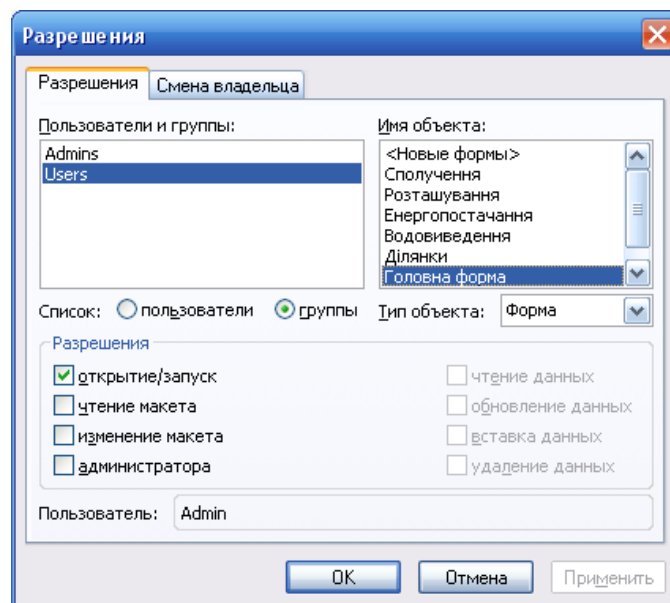 Разрешения
Разрешения Смена владельца
Пользователи и группы: Имя объекта:
Admins
Users
<Новые формы>
Сполучення
Розташування
Енергопостачання
Водовиведення
Ділянки
Головна форма
Список: пользователи группы Тип объекта: Форма
Разрешения
открытие/запуск чтение данных
чтение макета обновление данных
изменение макета вставка данных
администратора удаление данных
Пользователь: Admin
ОК Отмена Применить